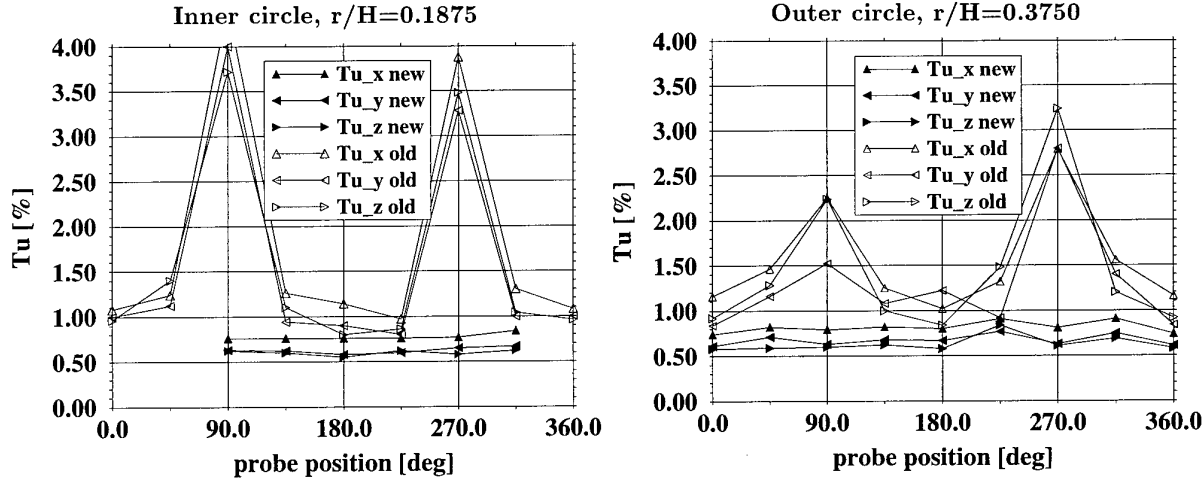 Inner circle, r/H=0.1875
4.00
3.50
3.00
2.50
2.00
1.50
1.00
0.50
0.00
Tu [%]
Tu_x new
Tu_y new
Tu_z new
Tu_x old
Tu_y old
Tu_z old
0.0 90.0 180.0 270.0 360.0
probe position [deg]
Outer circle, r/H=0.3750
4.00
3.50
3.00
2.50
2.00
1.50
1.00
0.50
0.00
Tu [%]
Tu_x new
Tu_y new
Tu_z new
Tu_x old
Tu_y old
Tu_z old
0.0 90.0 180.0 270.0 360.0
probe position [deg]